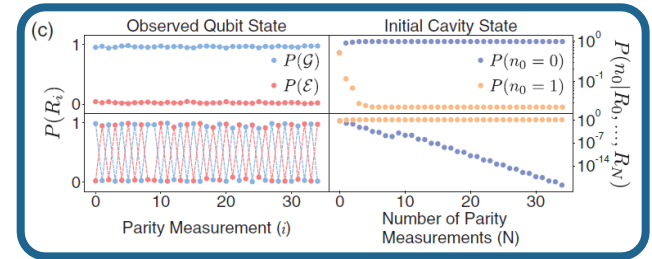 (c)
Observed Qubit State
Initial Cavity State
P(R_i)
1
0
P(𝒢)
P(ℰ)
1
0
0 10 20 30
Parity Measurement (i)
P(n₀ = 0)
P(n₀ = 1)
10⁰
10⁻¹
10⁰
10⁰
10⁻⁷
10⁻¹⁴
P(n₀|R₀, ..., R_N)
0 10 20 30
Number of Parity
Measurements (N)